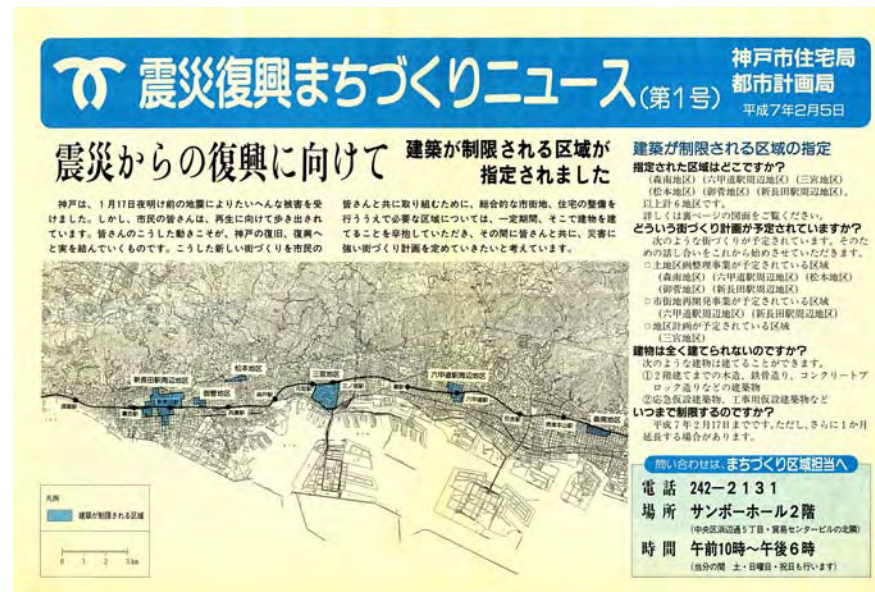 震災復興まちづくりニュース(第1号)
神戸市住宅局
都市計画局
平成7年2月5日
震災からの復興に向けて
建築が制限される区域が
指定されました
神戸は、1月17日夜明け前の地震によりたいへんな被害を受
けました。しかし、市民の皆さんは、再生に向けて歩き出され
ています。皆さんのこうした動きこそが、神戸の復旧、復興へ
と実を結んでいくものです。こうした新しい街づくりを市民の
皆さんと共に取り組むために、総合的な市街地、住宅の整備を
行ううえで必要な区域については、一定期間、そこで建物を建
てることを辛抱していただき、その間に皆さんと共に、災害に
強い街づくり計画を定めていきたいと考えています。
新長田駅周辺地区
松本地区
御菅地区
三宮地区
六甲道駅周辺地区
森南地区
凡例
建築が制限される区域
0 1 2 3km
建築が制限される区域の指定
指定された区域はどこですか?
(森南地区)(六甲道駅周辺地区)(三宮地区)
(松本地区)(御菅地区)(新長田駅周辺地区)、
以上計6地区です。
詳しくは裏ページの図面をご覧ください。
どういう街づくり計画が予定されていますか?
次のような街づくりが予定されています。そのた
めの話し合いをこれから始めさせていただきます。
○土地区画整理事業が予定されている区域
(森南地区)(六甲道駅周辺地区)(松本地区)
(御菅地区)(新長田駅周辺地区)
○市街地再開発事業が予定されている区域
(六甲道駅周辺地区)(新長田駅周辺地区)
○地区計画が予定されている区域
(三宮地区)
建物は全く建てられないのですか?
次のような建物は建てることができます。
①2階建てまでの木造、鉄骨造り、コンクリートブ
ロック造りなどの建築物
②応急仮設建築物、工事用仮設建築物など
いつまで制限するのですか?
平成7年2月17日までです。ただし、さらに1か月
延長する場合があります。
問い合わせは、まちづくり区域担当へ
電話 242-2131
場所 サンボーホール2階
(中央区浜辺通5丁目・貿易センタービルの北隣)
時間 午前10時~午後6時
(当分の間 土・日曜日・祝日も行います)